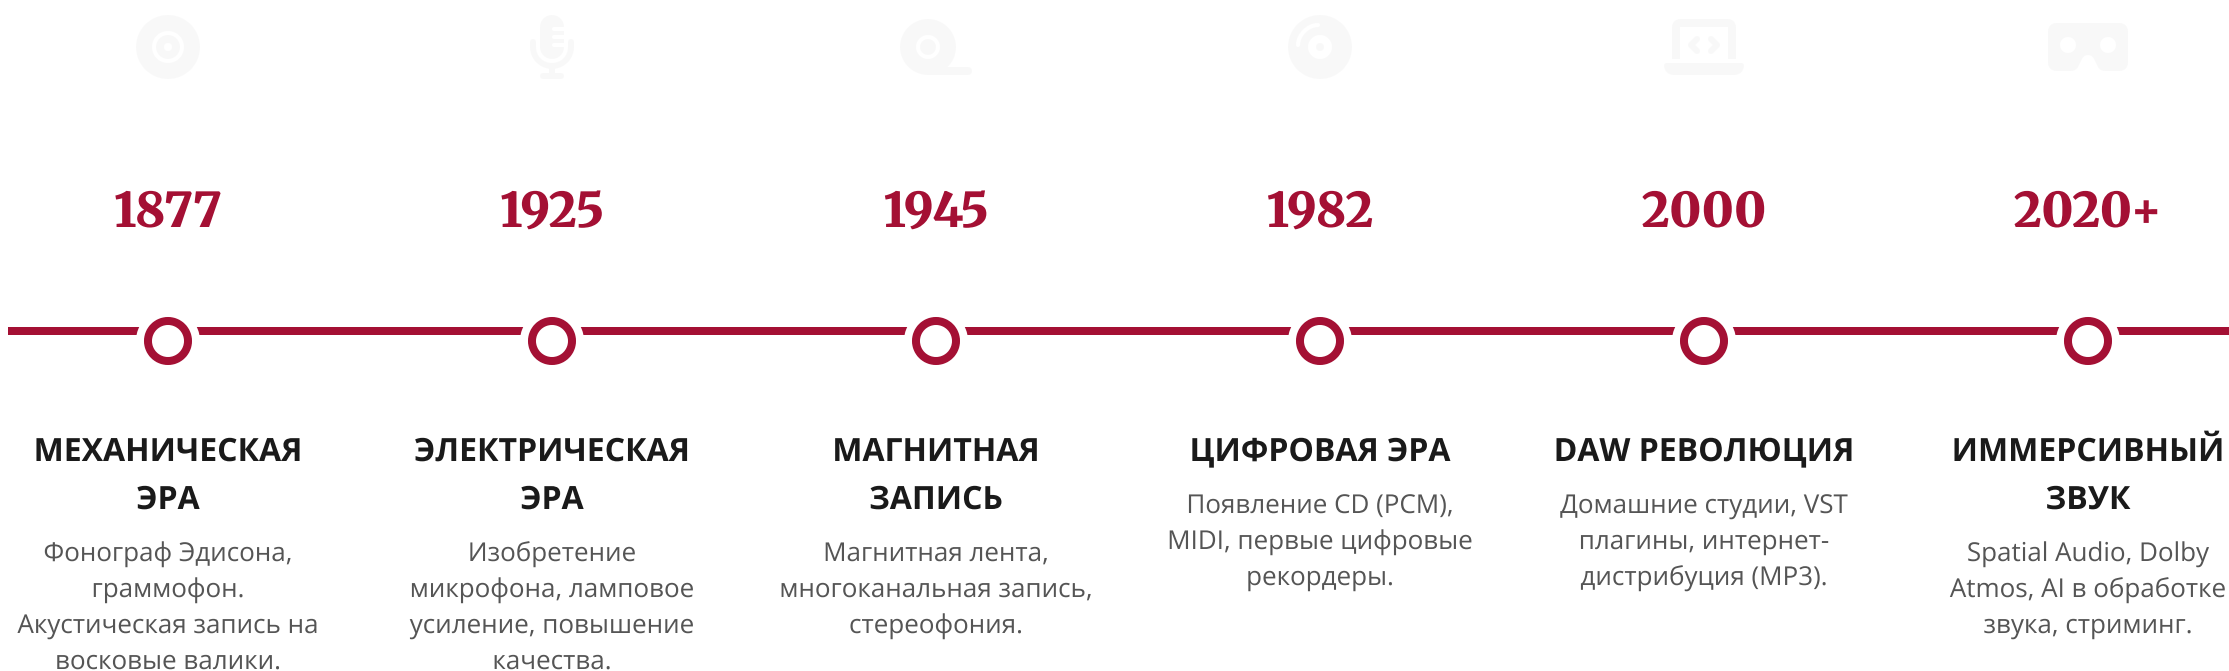 1877
МЕХАНИЧЕСКАЯ
ЭРА
Фонограф Эдисона,
граммофон.
Акустическая запись на
восковые валики.
1925
ЭЛЕКТРИЧЕСКАЯ
ЭРА
Изобретение
микрофона, ламповое
усиление, повышение
качества.
1945
МАГНИТНАЯ
ЗАПИСЬ
Магнитная лента,
многоканальная запись,
стереофония.
1982
ЦИФРОВАЯ ЭРА
Появление CD (PCM),
MIDI, первые цифровые
рекордеры.
2000
DAW РЕВОЛЮЦИЯ
Домашние студии, VST
плагины, интернет-
дистрибуция (MP3).
2020+
ИММЕРСИВНЫЙ
ЗВУК
Spatial Audio, Dolby
Atmos, AI в обработке
звука, стриминг.